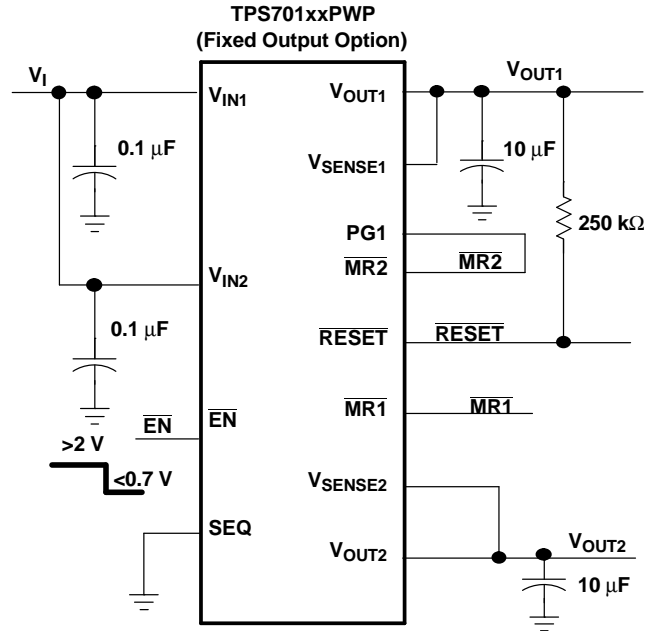 TPS701xxPWP
(Fixed Output Option)
VI
VIN1
VOUT1
VOUT1
0.1 μF
10 μF
VSENSE1
250 kΩ
PG1
MR2
MR2
VIN2
0.1 μF
RESET
RESET
EN
EN
MR1
MR1
>2 V
<0.7 V
VSENSE2
SEQ
VOUT2
VOUT2
10 μF